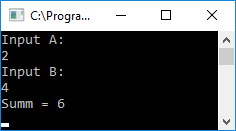 C:\Progra...
Input A:
2
Input B:
4
Summ = 6